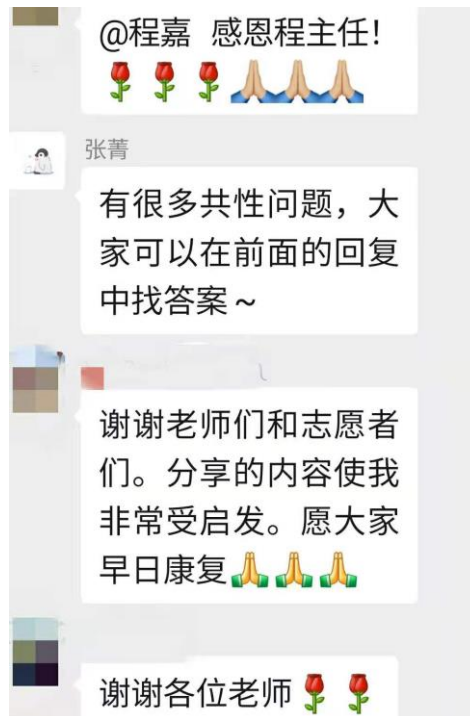 @程嘉 感恩程主任！
🌹🌹🌹🙏🏼🙏🏼🙏🏼
张菁
有很多共性问题，大
家可以在前面的回复
中找答案～
谢谢老师们和志愿者
们。分享的内容使我
非常受启发。愿大家
早日康复🙏🙏🙏
谢谢各位老师🌹🌹